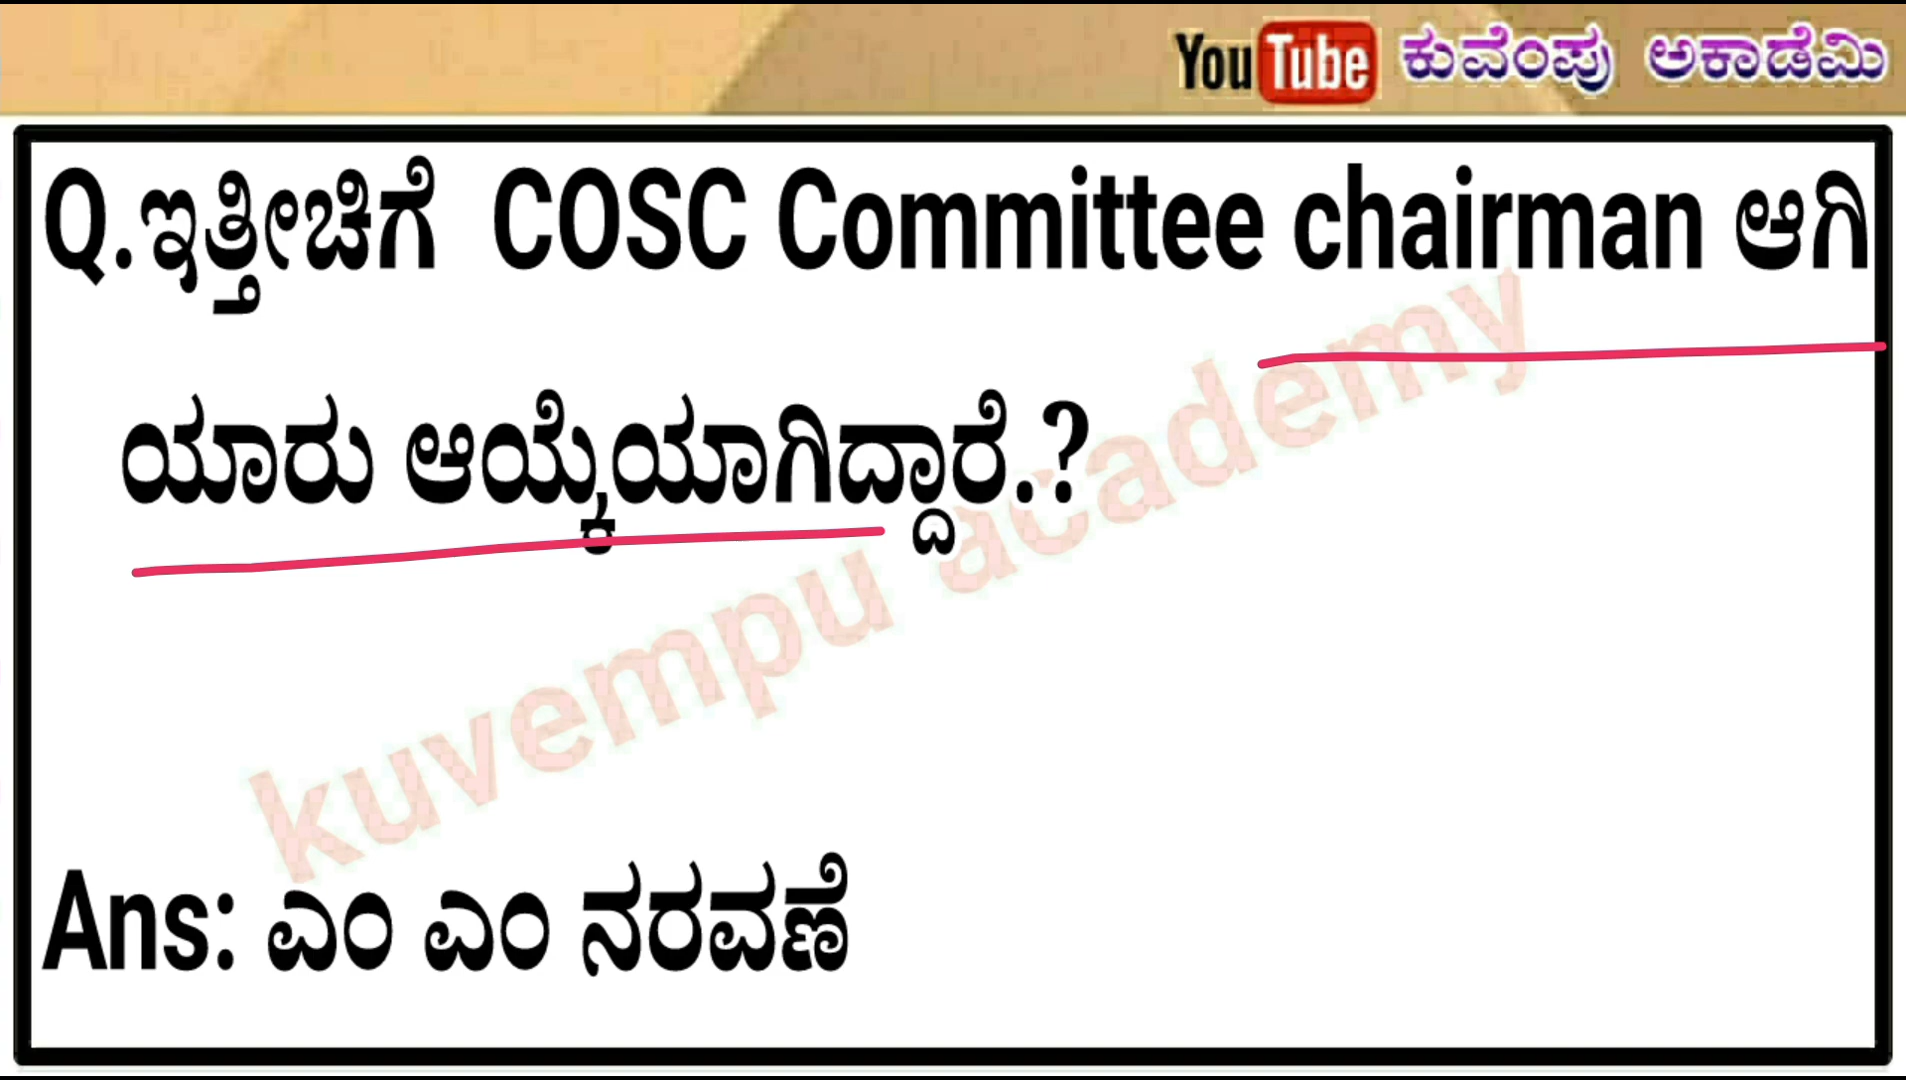 YouTube ಕುವೆಂಪು ಅಕಾಡೆಮಿ
Q.ಇತ್ತೀಚಿಗೆ COSC Committee chairman ಆಗಿ
ಯಾರು ಆಯ್ಕೆಯಾಗಿದ್ದಾರೆ.?
kuvempu academy
Ans: ಎಂ ಎಂ ನರವಣೆ